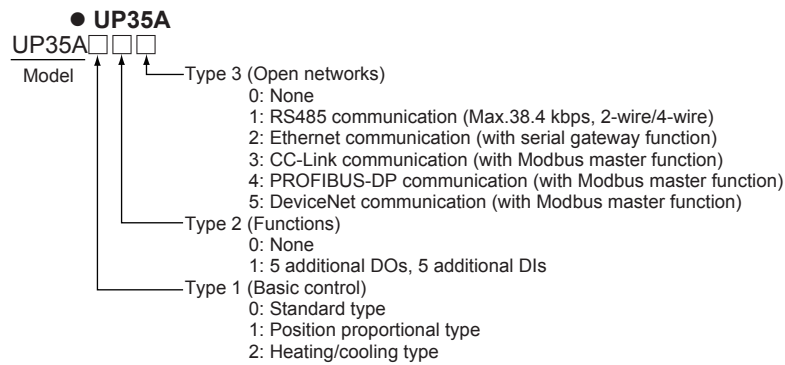 ● UP35A
UP35A□□□
Model
Type 3 (Open networks)
0: None
1: RS485 communication (Max.38.4 kbps, 2-wire/4-wire)
2: Ethernet communication (with serial gateway function)
3: CC-Link communication (with Modbus master function)
4: PROFIBUS-DP communication (with Modbus master function)
5: DeviceNet communication (with Modbus master function)
Type 2 (Functions)
0: None
1: 5 additional DOs, 5 additional DIs
Type 1 (Basic control)
0: Standard type
1: Position proportional type
2: Heating/cooling type